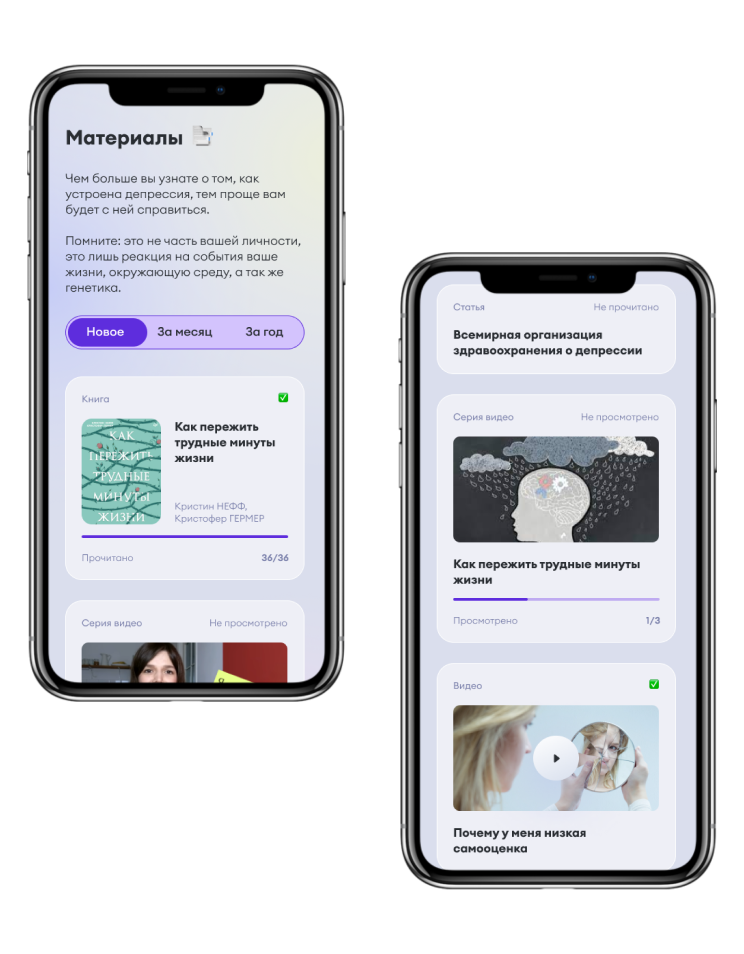 Материалы
Чем больше вы узнате о том, как
устроена депрессия, тем проще вам
будет с ней справиться.
Помните: это не часть вашей личности,
это лишь реакция на события ваше
жизни, окружающую среду, а так же
генетика.
Новое За месяц За год
Книга
КАК
ПЕРЕЖИТЬ
ТРУДНЫЕ
МИНУТЫ
ЖИЗНИ
Как пережить
трудные минуты
жизни
Кристин НЕФФ,
Кристофер ГЕРМЕР
Прочитано 36/36
Серия видео Не просмотрено
Статья Не прочитано
Всемирная организация
здравоохранения о депрессии
Серия видео Не просмотрено
Как пережить трудные минуты
жизни
Просмотрено 1/3
Видео
Почему у меня низкая
самооценка